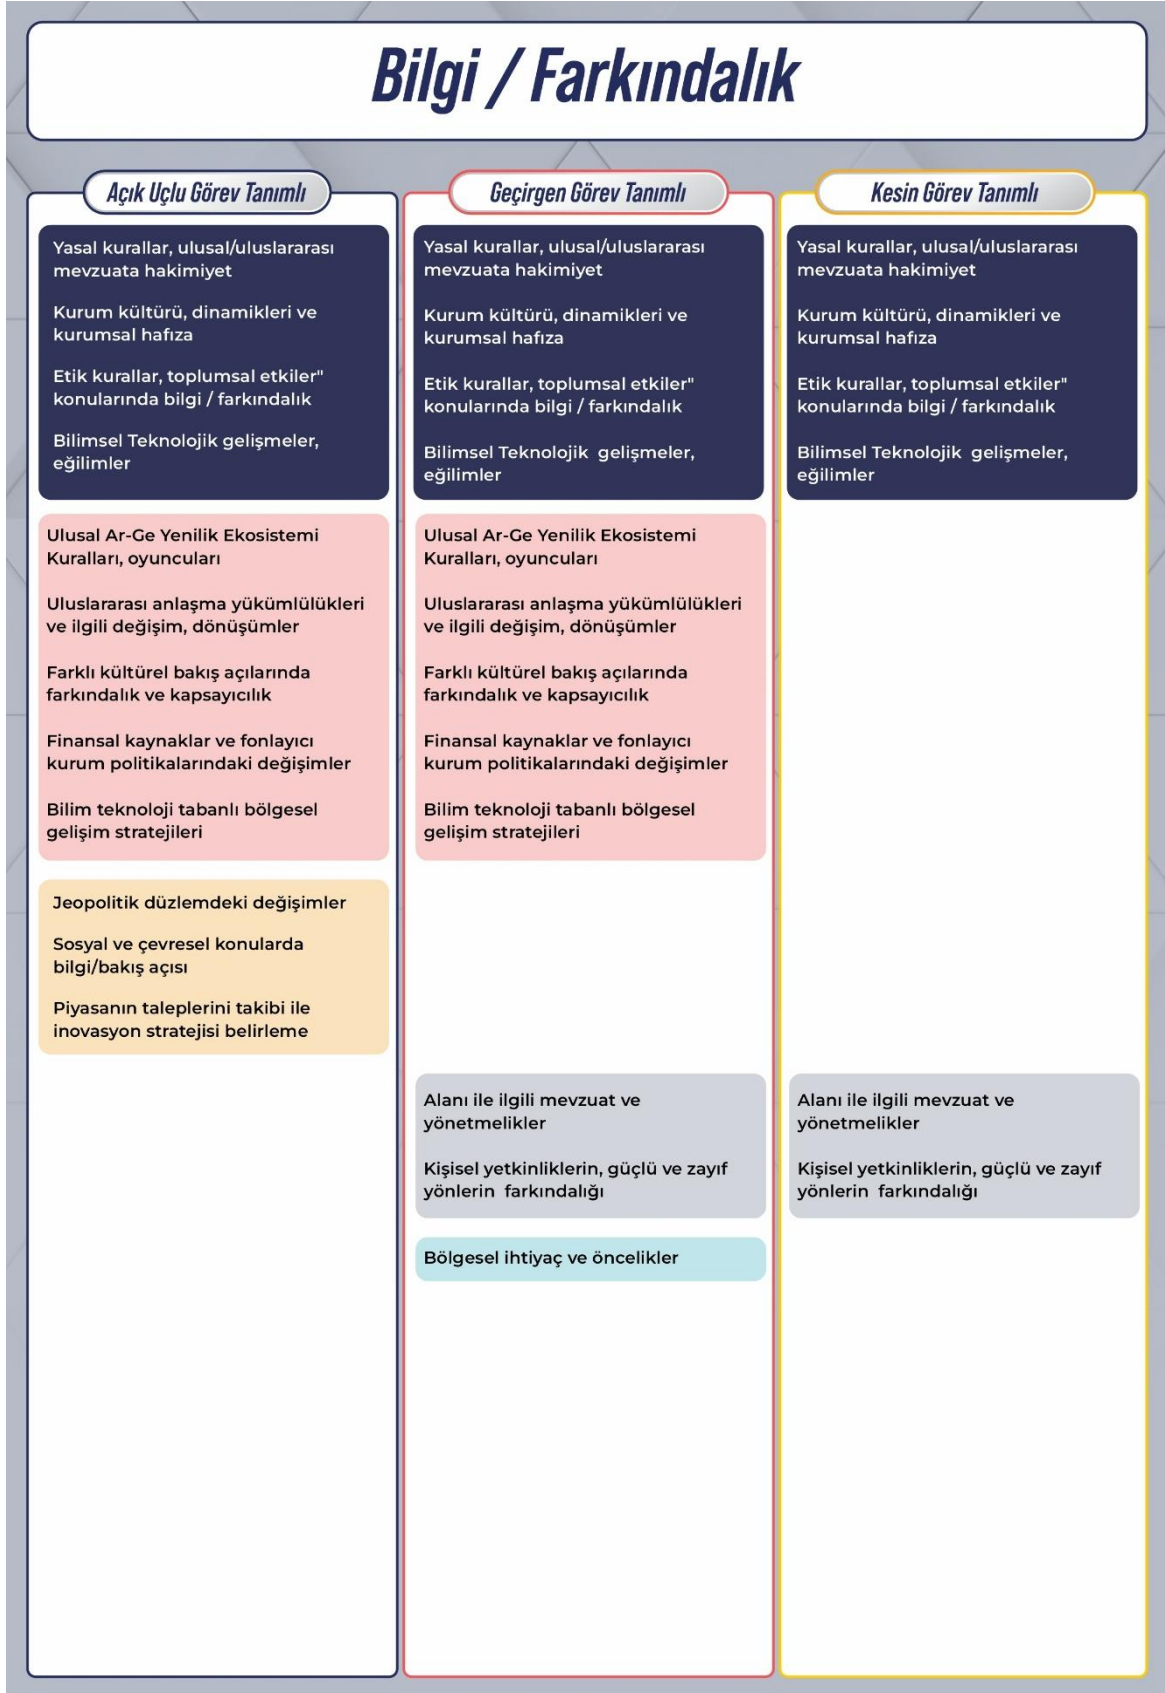 Bilgi / Farkındalık
Açık Uçlu Görev Tanımlı
Yasal kurallar, ulusal/uluslararası
mevzuata hakimiyet
Kurum kültürü, dinamikleri ve
kurumsal hafıza
Etik kurallar, toplumsal etkiler"
konularında bilgi / farkındalık
Bilimsel Teknolojik gelişmeler,
eğilimler
Ulusal Ar-Ge Yenilik Ekosistemi
Kuralları, oyuncuları
Uluslararası anlaşma yükümlülükleri
ve ilgili değişim, dönüşümler
Farklı kültürel bakış açılarında
farkındalık ve kapsayıcılık
Finansal kaynaklar ve fonlayıcı
kurum politikalarındaki değişimler
Bilim teknoloji tabanlı bölgesel
gelişim stratejileri
Jeopolitik düzlemdeki değişimler
Sosyal ve çevresel konularda
bilgi/bakış açısı
Piyasanın taleplerini takibi ile
inovasyon stratejisi belirleme
Geçirgen Görev Tanımlı
Yasal kurallar, ulusal/uluslararası
mevzuata hakimiyet
Kurum kültürü, dinamikleri ve
kurumsal hafıza
Etik kurallar, toplumsal etkiler"
konularında bilgi / farkındalık
Bilimsel Teknolojik gelişmeler,
eğilimler
Ulusal Ar-Ge Yenilik Ekosistemi
Kuralları, oyuncuları
Uluslararası anlaşma yükümlülükleri
ve ilgili değişim, dönüşümler
Farklı kültürel bakış açılarında
farkındalık ve kapsayıcılık
Finansal kaynaklar ve fonlayıcı
kurum politikalarındaki değişimler
Bilim teknoloji tabanlı bölgesel
gelişim stratejileri
Alanı ile ilgili mevzuat ve
yönetmelikler
Kişisel yetkinliklerin, güçlü ve zayıf
yönlerin farkındalığı
Bölgesel ihtiyaç ve öncelikler
Kesin Görev Tanımlı
Yasal kurallar, ulusal/uluslararası
mevzuata hakimiyet
Kurum kültürü, dinamikleri ve
kurumsal hafıza
Etik kurallar, toplumsal etkiler"
konularında bilgi / farkındalık
Bilimsel Teknolojik gelişmeler,
eğilimler
Alanı ile ilgili mevzuat ve
yönetmelikler
Kişisel yetkinliklerin, güçlü ve zayıf
yönlerin farkındalığı